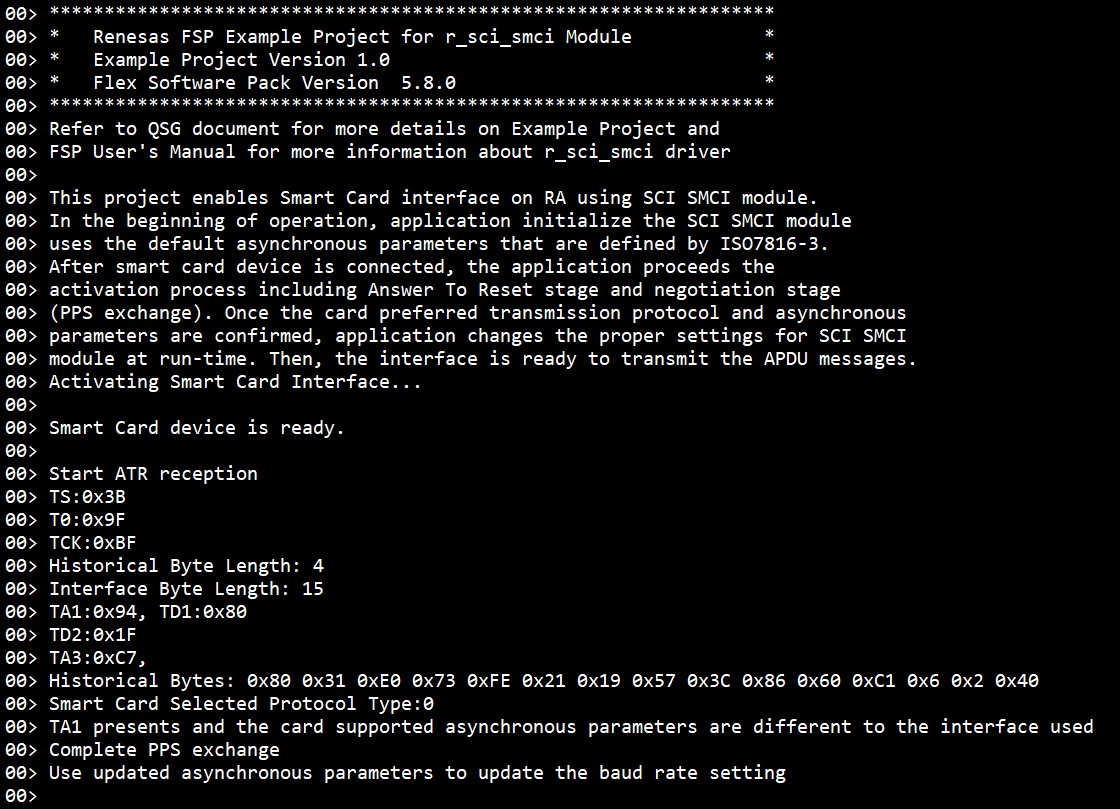 00> ******************************************************************
00> *   Renesas FSP Example Project for r_sci_smci Module            *
00> *   Example Project Version 1.0                                  *
00> *   Flex Software Pack Version  5.8.0                            *
00> ******************************************************************
00> Refer to QSG document for more details on Example Project and
00> FSP User's Manual for more information about r_sci_smci driver
00>
00> This project enables Smart Card interface on RA using SCI SMCI module.
00> In the beginning of operation, application initialize the SCI SMCI module
00> uses the default asynchronous parameters that are defined by ISO7816-3.
00> After smart card device is connected, the application proceeds the
00> activation process including Answer To Reset stage and negotiation stage
00> (PPS exchange). Once the card preferred transmission protocol and asynchronous
00> parameters are confirmed, application changes the proper settings for SCI SMCI
00> module at run-time. Then, the interface is ready to transmit the APDU messages.
00> Activating Smart Card Interface...
00>
00> Smart Card device is ready.
00>
00> Start ATR reception
00> TS:0x3B
00> T0:0x9F
00> TCK:0xBF
00> Historical Byte Length: 4
00> Interface Byte Length: 15
00> TA1:0x94, TD1:0x80
00> TD2:0x1F
00> TA3:0xC7,
00> Historical Bytes: 0x80 0x31 0xE0 0x73 0xFE 0x21 0x19 0x57 0x3C 0x86 0x60 0xC1 0x6 0x2 0x40
00> Smart Card Selected Protocol Type:0
00> TA1 presents and the card supported asynchronous parameters are different to the interface used
00> Complete PPS exchange
00> Use updated asynchronous parameters to update the baud rate setting
00>